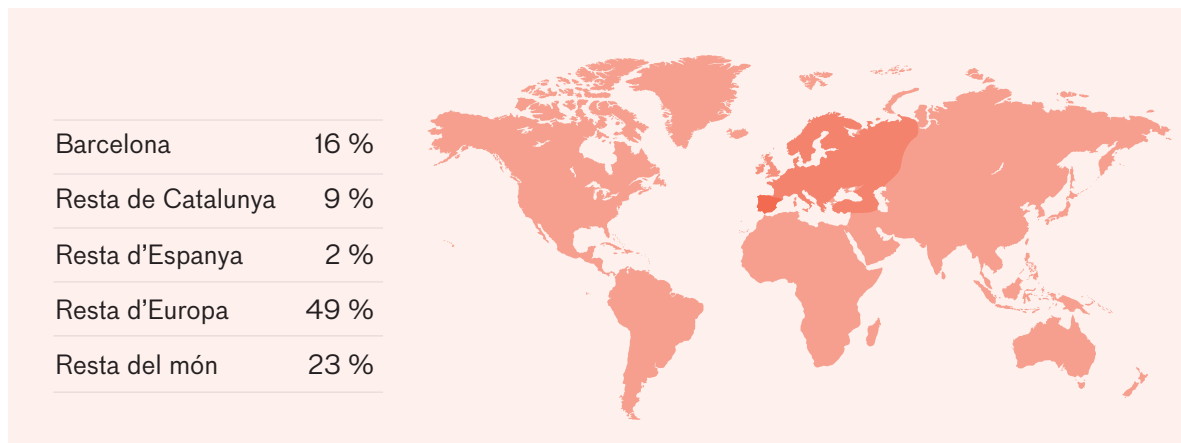 Barcelona 16 %
Resta de Catalunya 9 %
Resta d’Espanya 2 %
Resta d’Europa 49 %
Resta del món 23 %